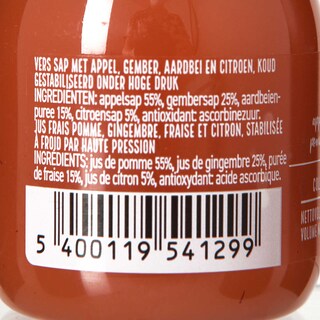 VERS SAP MET APPEL, GEMBER, AARDBEI EN CITROEN, KOUD
GESTABILISEERD ONDER HOGE DRUK
INGREDIËNTEN: appelsap 55%, gembersap 25%, aardbeien-
puree 15%, citroensap 5%, antioxidant: ascorbinezuur.
JUS FRAIS POMME, GINGEMBRE, FRAISE ET CITRON, STABILISÉE
À FROID PAR HAUTE PRESSION
INGRÉDIENTS: jus de pomme 55%, jus de gingembre 25%, purée
de fraise 15%, jus de citron 5%, antioxydant: acide ascorbique.
5 400119 541299